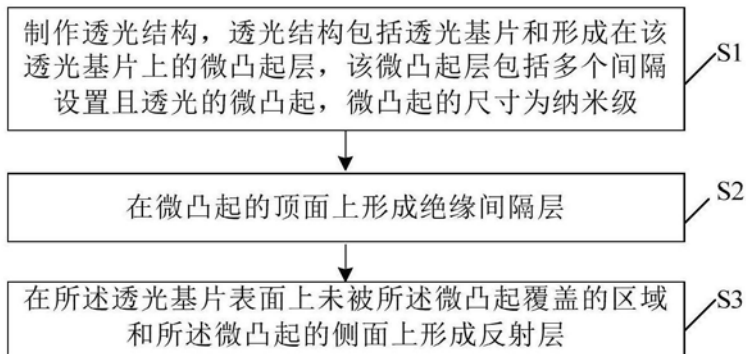 制作透光结构，透光结构包括透光基片和形成在该
透光基片上的微凸起层，该微凸起层包括多个间隔
设置且透光的微凸起，微凸起的尺寸为纳米级
S1
在微凸起的顶面上形成绝缘间隔层
S2
在所述透光基片表面上未被所述微凸起覆盖的区域
和所述微凸起的侧面上形成反射层
S3